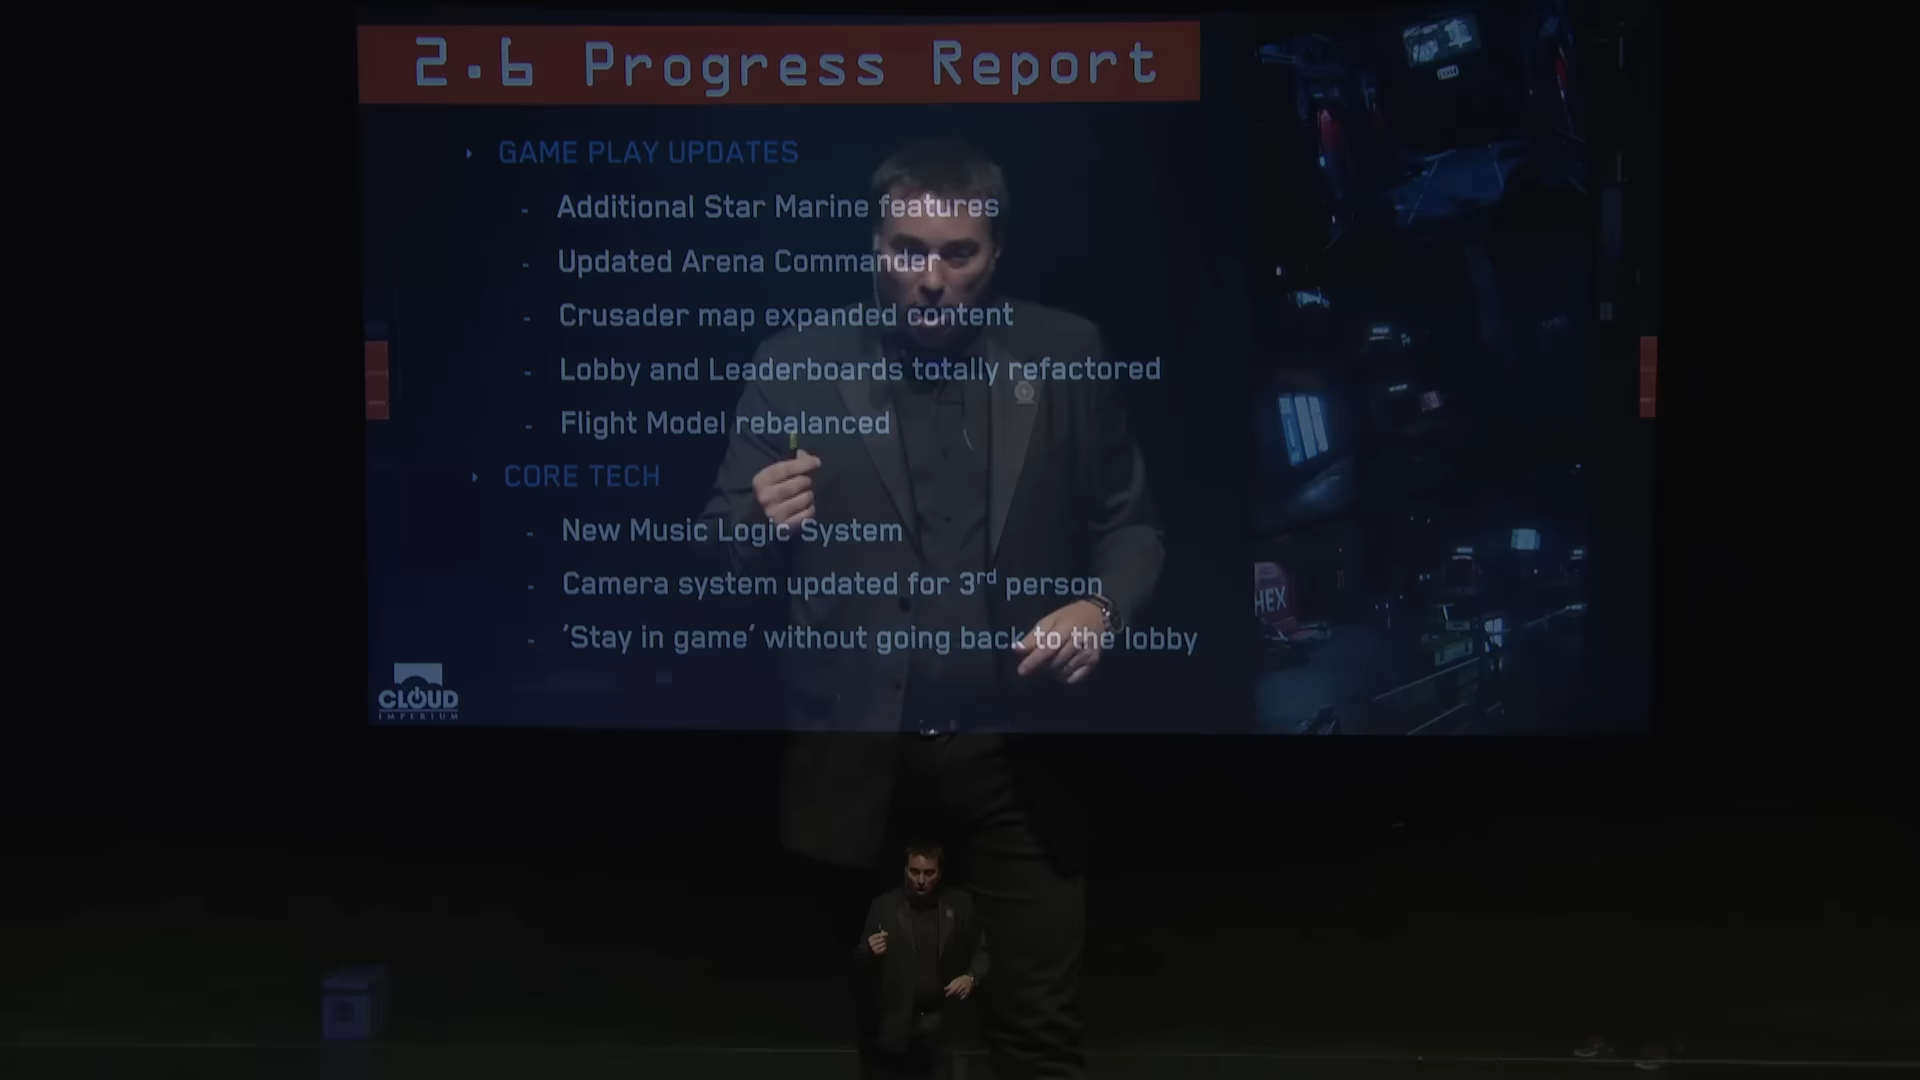 2.6 Progress Report
GAME PLAY UPDATES
- Additional Star Marine features
- Updated Arena Commander
- Crusader map expanded content
- Lobby and Leaderboards totally refactored
- Flight Model rebalanced
CORE TECH
- New Music Logic System
- Camera system updated for 3rd person
- ‘Stay in game’ without going back to the lobby
HEX
CLOUD
IMPERIUM